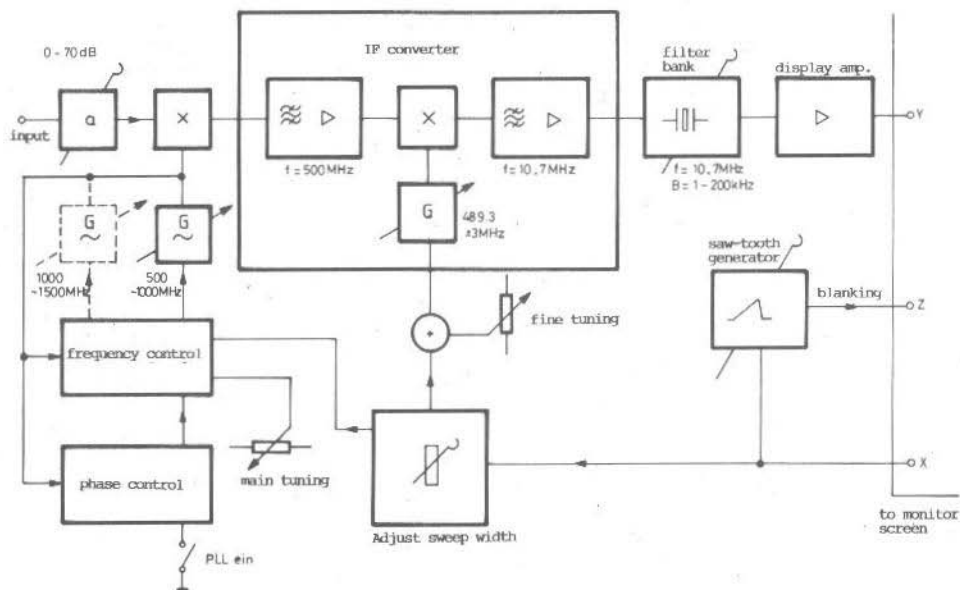 0-70dB
IF converter
filter
bank
display amp.
input
a
×
×
f=500MHz
f=10,7MHz
f=10,7MHz
B=1-200kHz
Y
G
~
G
~
G
489.3
±3MHz
1000
~1500MHz
500
~1000MHz
saw-tooth
generator
blanking
Z
+
fine tuning
frequency control
main tuning
phase control
Adjust sweep width
X
to monitor
screen
PLL ein